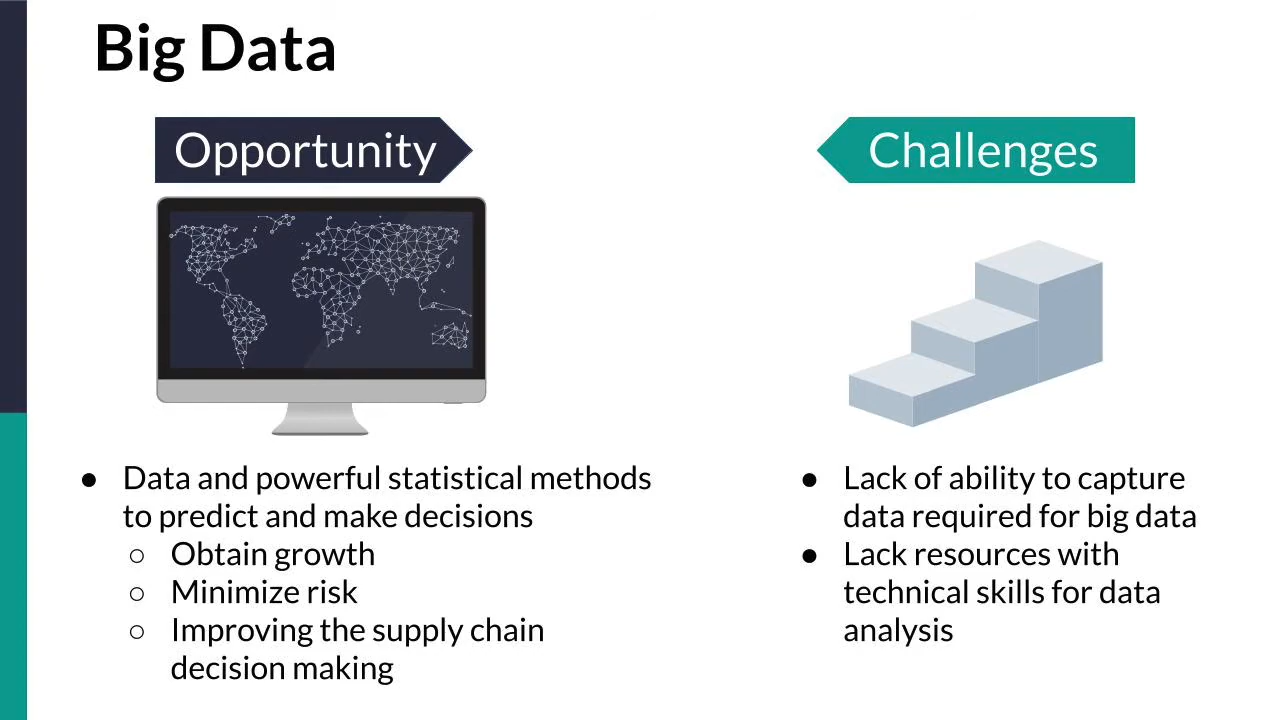 Big Data
Opportunity
● Data and powerful statistical methods
to predict and make decisions
○ Obtain growth
○ Minimize risk
○ Improving the supply chain
decision making
Challenges
● Lack of ability to capture
data required for big data
● Lack resources with
technical skills for data
analysis